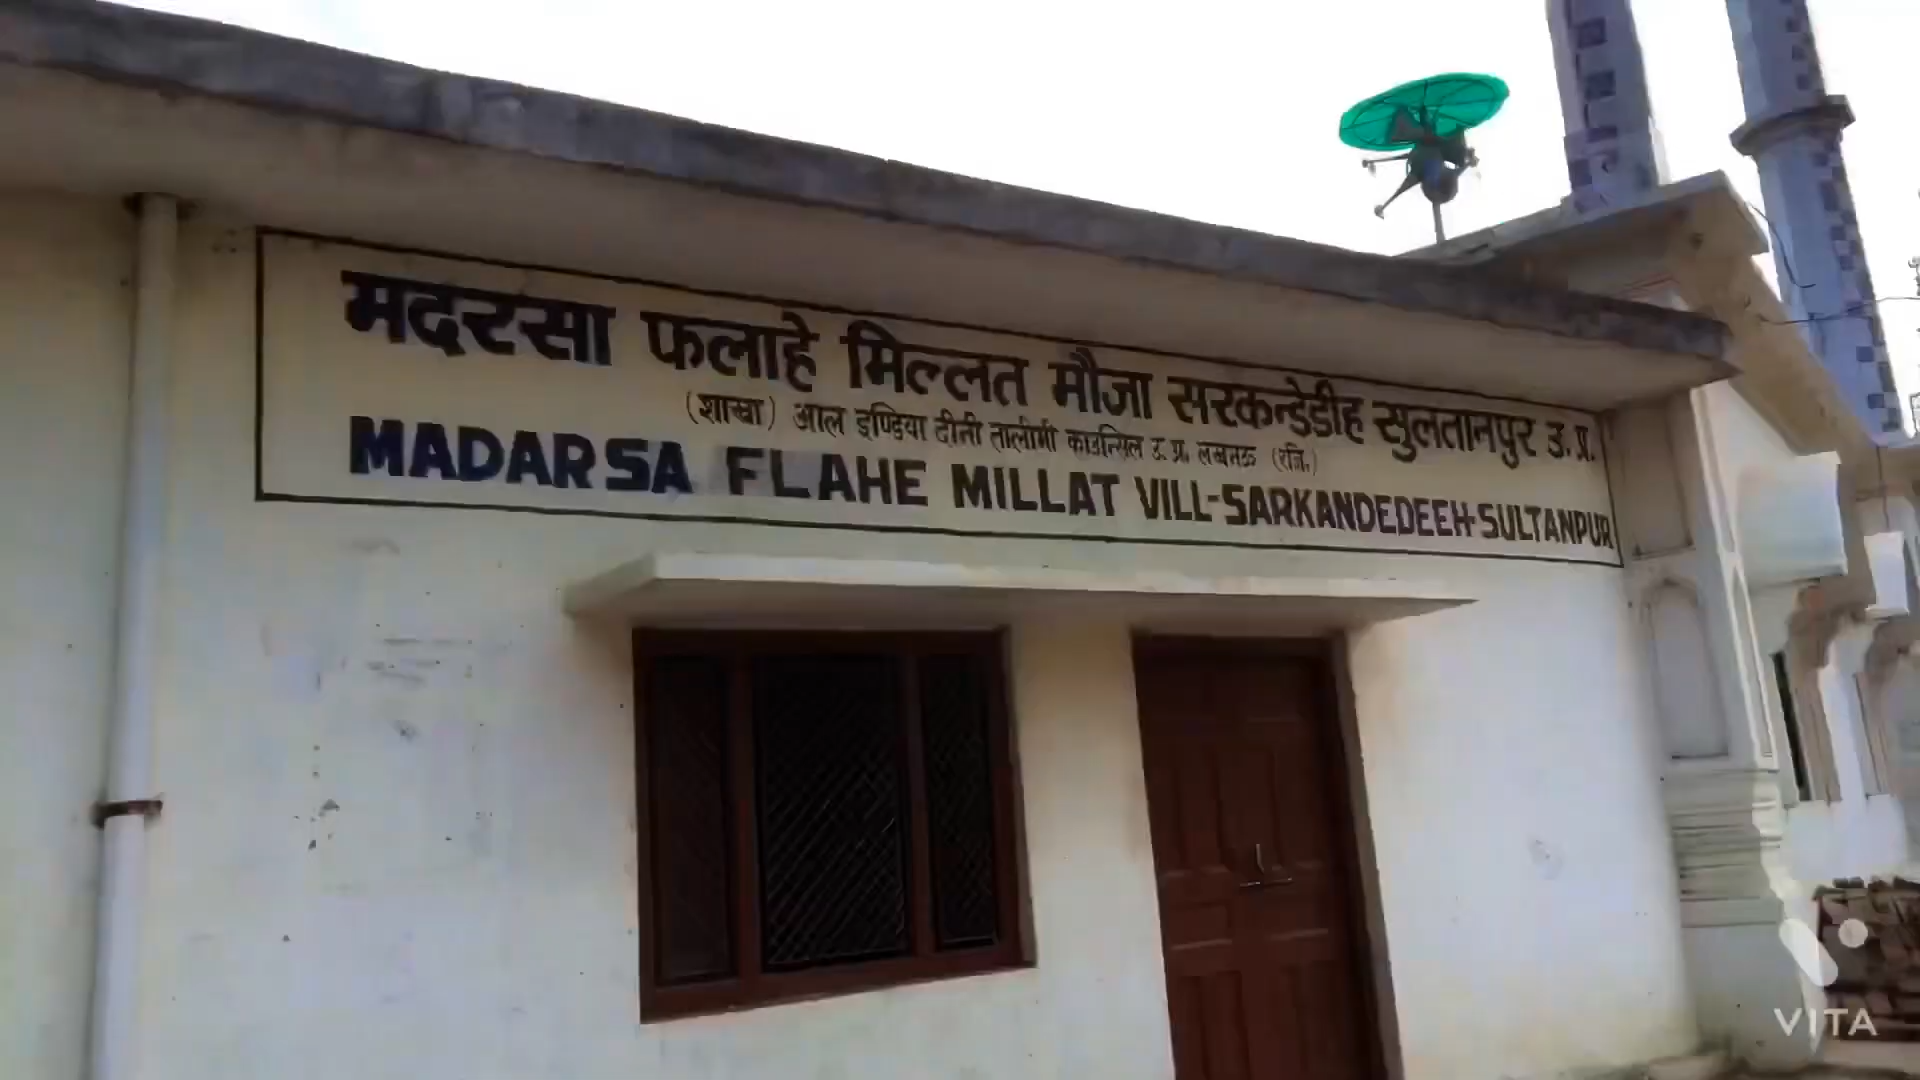 मदरसा फलाहे मिल्लत मौजा सरकन्डेडीह सुलतानपुर उ.प्र.
(शाखा) आल इण्डिया दीनी तालीमी काउन्सिल उ.प्र. लखनऊ (रजि.)
MADARSA FLAHE MILLAT VILL-SARKANDEDEEH-SULTANPUR
VITA